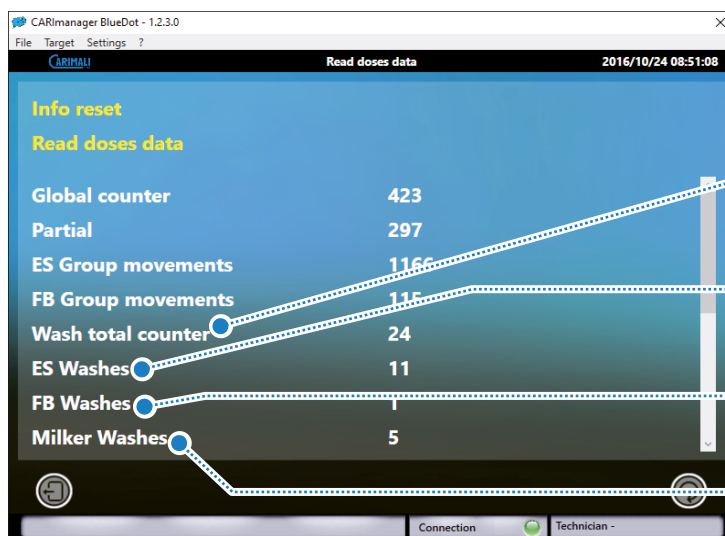 CARImanager BlueDot - 1.2.3.0
File Target Settings ?
CARIMALI Read doses data 2016/10/24 08:51:08
Info reset
Read doses data
Global counter 423
Partial 297
ES Group movements 1166
FB Group movements 115
Wash total counter 24
ES Washes 11
FB Washes 1
Milker Washes 5
Connection Technician -